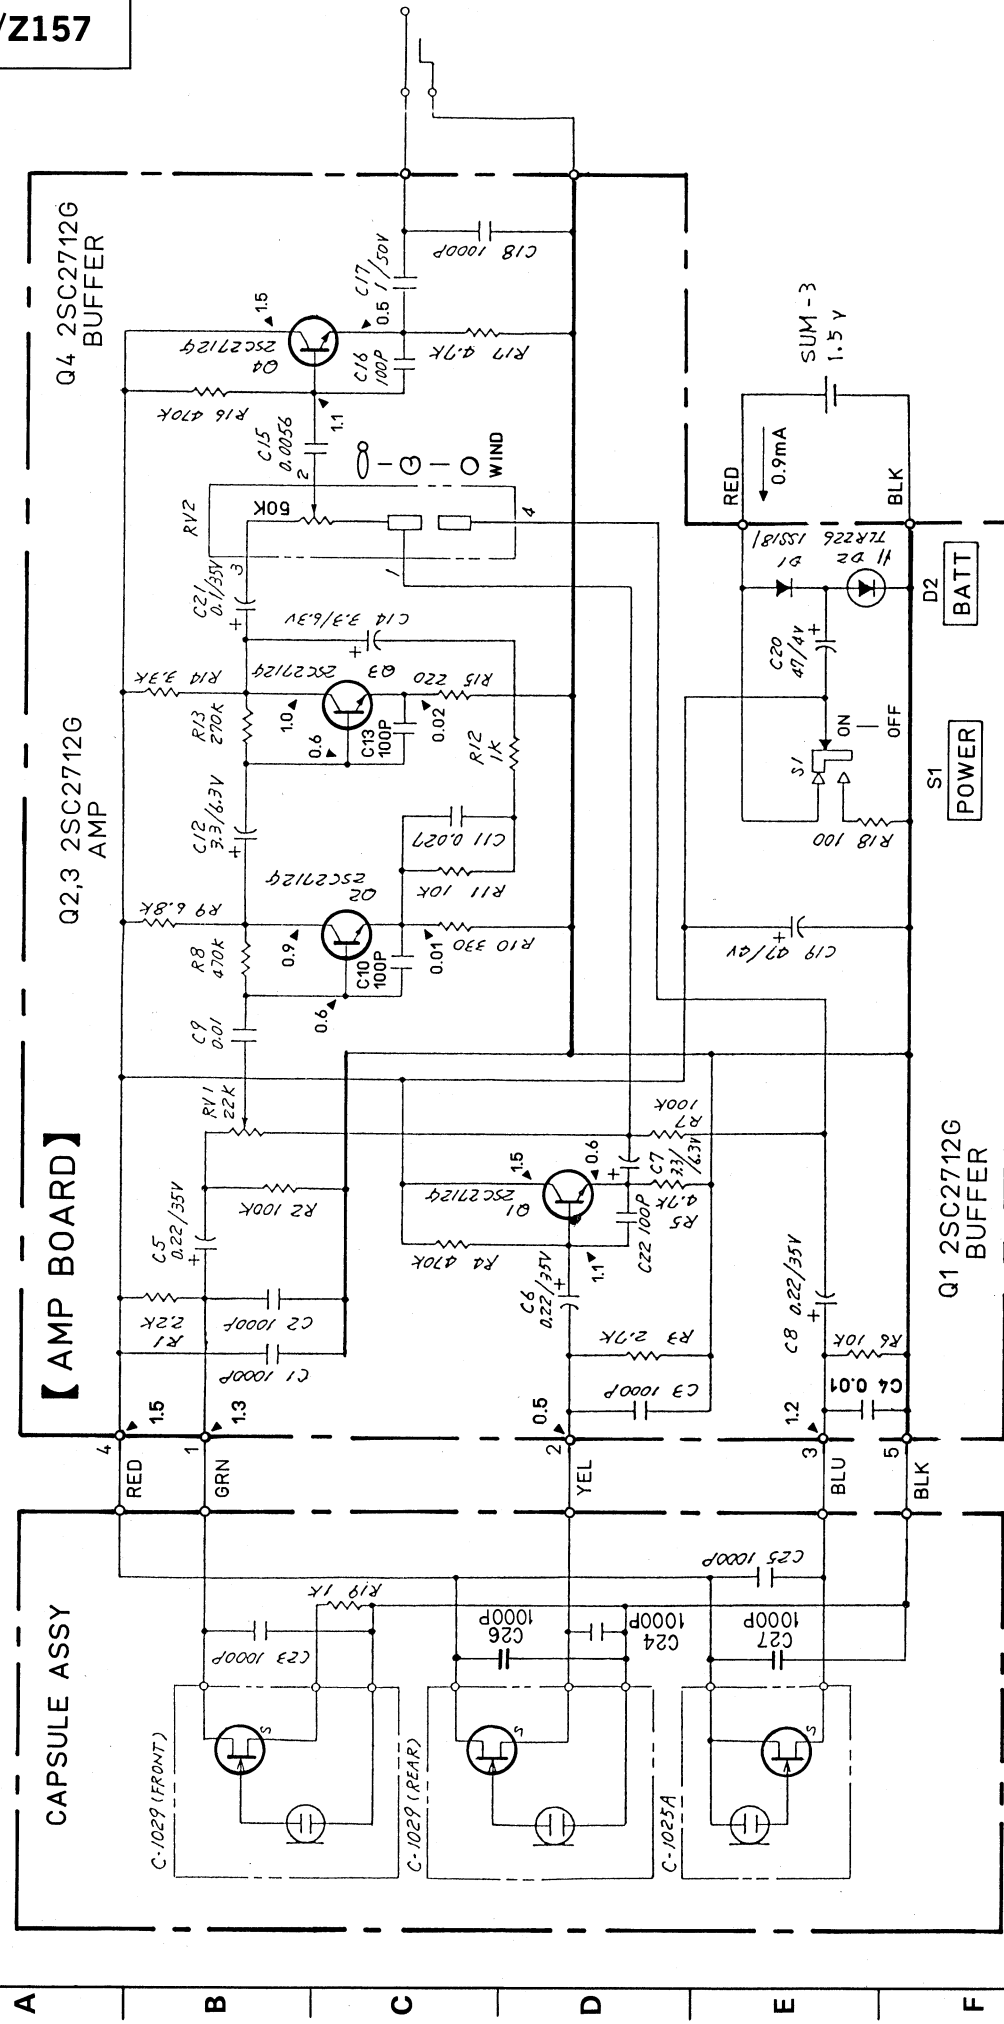 /Z157
Q4 2SC2712G
BUFFER
Q2,3 2SC2712G
AMP
【AMP BOARD】
CAPSULE ASSY
Q1 2SC2712G
BUFFER
C-1029 (FRONT)
C-1029 (REAR)
C-1025A
S
S
S
C23 1000P
R19 1K
C26
1000P
C24
1000P
C25 1000P
C27
1000P
4
RED
1
GRN
2
YEL
3
BLU
5
BLK
1.5
1.3
0.5
1.2
C1 1000P
R1
2.2K
C2 1000P
C5
0.22/35V
R2 100K
RV1
22K
C3 1000P
R3 2.7K
C6
0.22/35V
1.1
R4 470K
Q1
2SC2712G
1.5
0.6
C22 100P
R5
4.7K
C7
33
/6.3V
R7
100K
C4 0.01
R6 10K
C8 0.22/35V
C9
0.01
R8
470K
R9 6.8K
0.6
0.9
Q2
2SC2712G
C10
100P
0.01
R10 330
R11 10K
C11 0.027
R12
1K
C12
3.3/6.3V
R13
270K
R14 3.3K
1.0
0.6
Q3
2SC2712G
C13
100P
0.02
R15 220
C14 3.3/6.3V
C21
0.1/35V
3
RV2
50K
1
2
4
WIND
C15
0.0056
R16 470K
1.1
Q4
2SC2712G
1.5
C16
100P
0.5
R17 4.7K
C17
1/50V
C18 1000P
C19 47/4V
R18 100
S1
ON
OFF
S1
POWER
C20
47/4V
D1
1SS181
D2
TLR226
D2
BATT
RED
0.9mA
BLK
SUM-3
1.5V
A
B
C
D
E
F